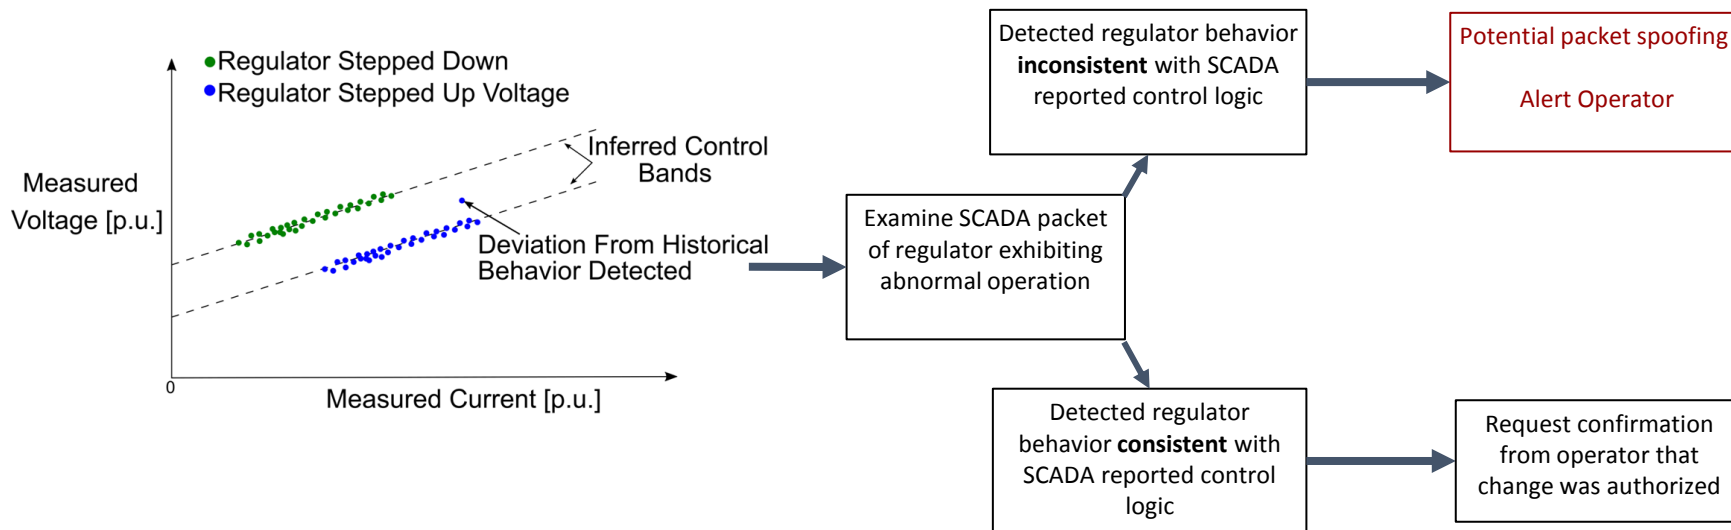 Regulator Stepped Down
Regulator Stepped Up Voltage
Measured
Voltage [p.u.]
Inferred Control
Bands
Deviation From Historical
Behavior Detected
0
Measured Current [p.u.]
Examine SCADA packet
of regulator exhibiting
abnormal operation
Detected regulator behavior
inconsistent with SCADA
reported control logic
Potential packet spoofing
Alert Operator
Detected regulator
behavior consistent with
SCADA reported control
logic
Request confirmation
from operator that
change was authorized